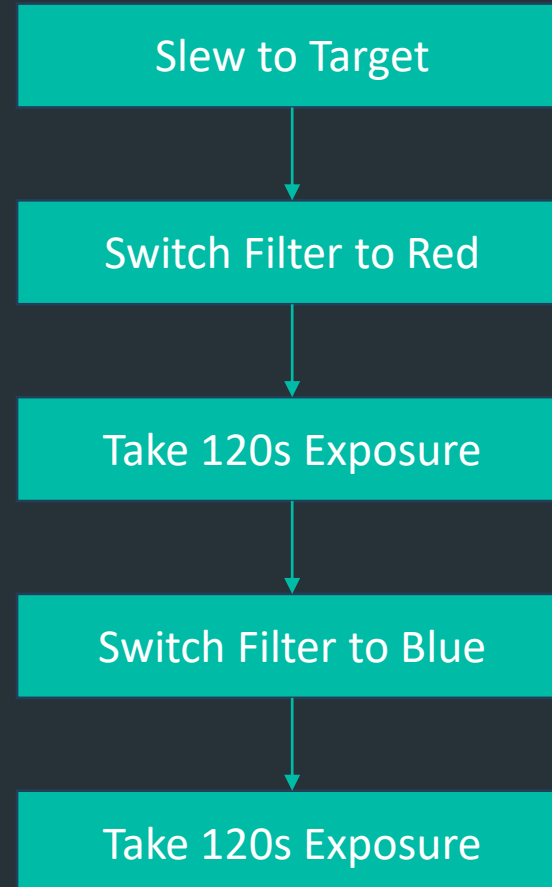 Slew to Target
Switch Filter to Red
Take 120s Exposure
Switch Filter to Blue
Take 120s Exposure